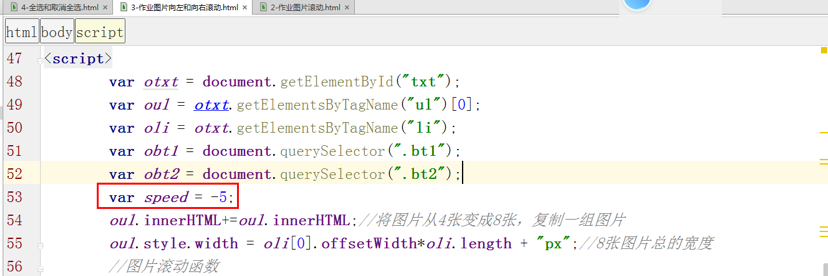 4-全选和取消全选.html × 3-作业图片向左和向右滚动.html × 2-作业图片滚动.html ×
html body script
47 <script>
48 var otxt = document.getElementById("txt");
49 var oul = otxt.getElementsByTagName("ul")[0];
50 var oli = otxt.getElementsByTagName("li");
51 var obt1 = document.querySelector(".bt1");
52 var obt2 = document.querySelector(".bt2");
53 var speed = -5;
54 oul.innerHTML+=oul.innerHTML;//将图片从4张变成8张，复制一组图片
55 oul.style.width = oli[0].offsetWidth*oli.length + "px";//8张图片总的宽度
56 //图片滚动函数